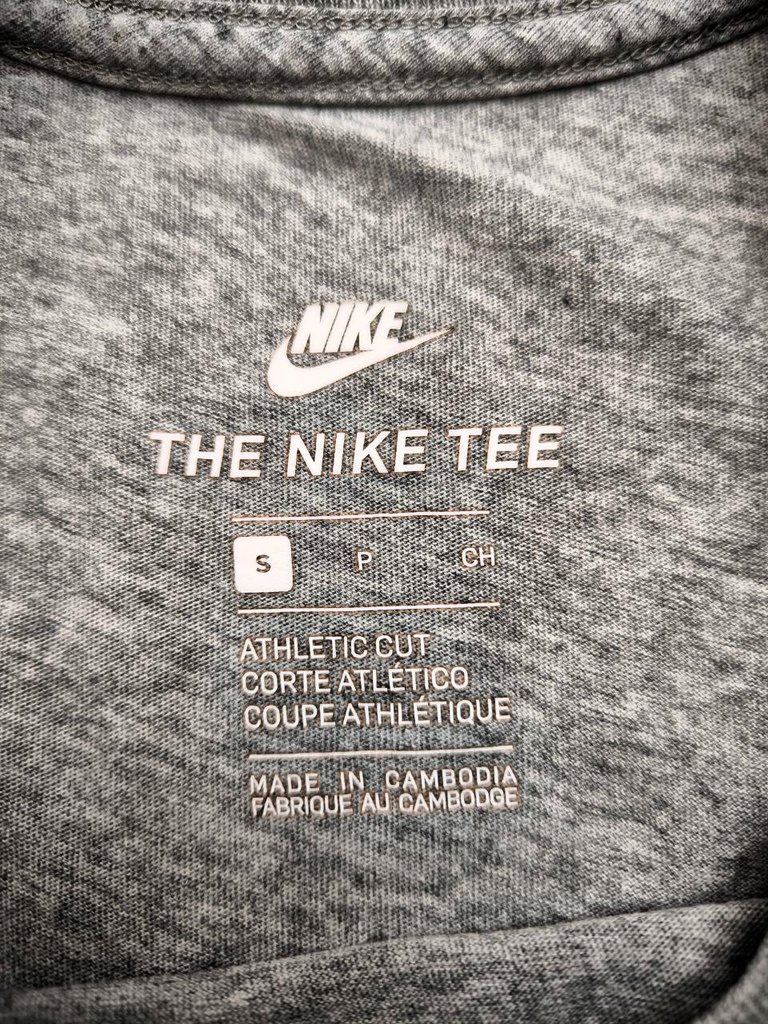 NIKE
THE NIKE TEE
S P CH
ATHLETIC CUT
CORTE ATLÉTICO
COUPE ATHLÉTIQUE
MADE IN CAMBODIA
FABRIQUE AU CAMBODGE